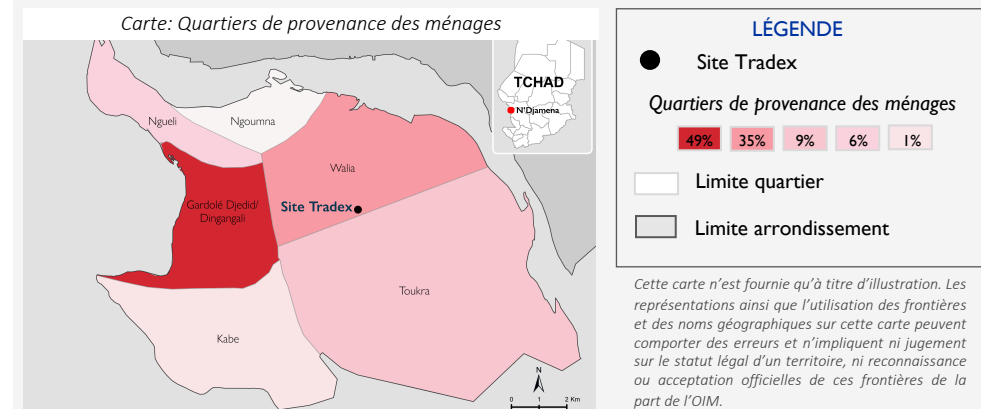 Carte: Quartiers de provenance des ménages
TCHAD
N'Djamena
Ngueli
Ngoumna
Walia
Gardolé Djedid/
Dingangali
Site Tradex
Toukra
Kabe
N
0 1 2 Km
LÉGENDE
Site Tradex
Quartiers de provenance des ménages
49% 35% 9% 6% 1%
Limite quartier
Limite arrondissement
Cette carte n'est fournie qu'à titre d'illustration. Les
représentations ainsi que l'utilisation des frontières
et des noms géographiques sur cette carte peuvent
comporter des erreurs et n'impliquent ni jugement
sur le statut légal d'un territoire, ni reconnaissance
ou acceptation officielles de ces frontières de la
part de l'OIM.